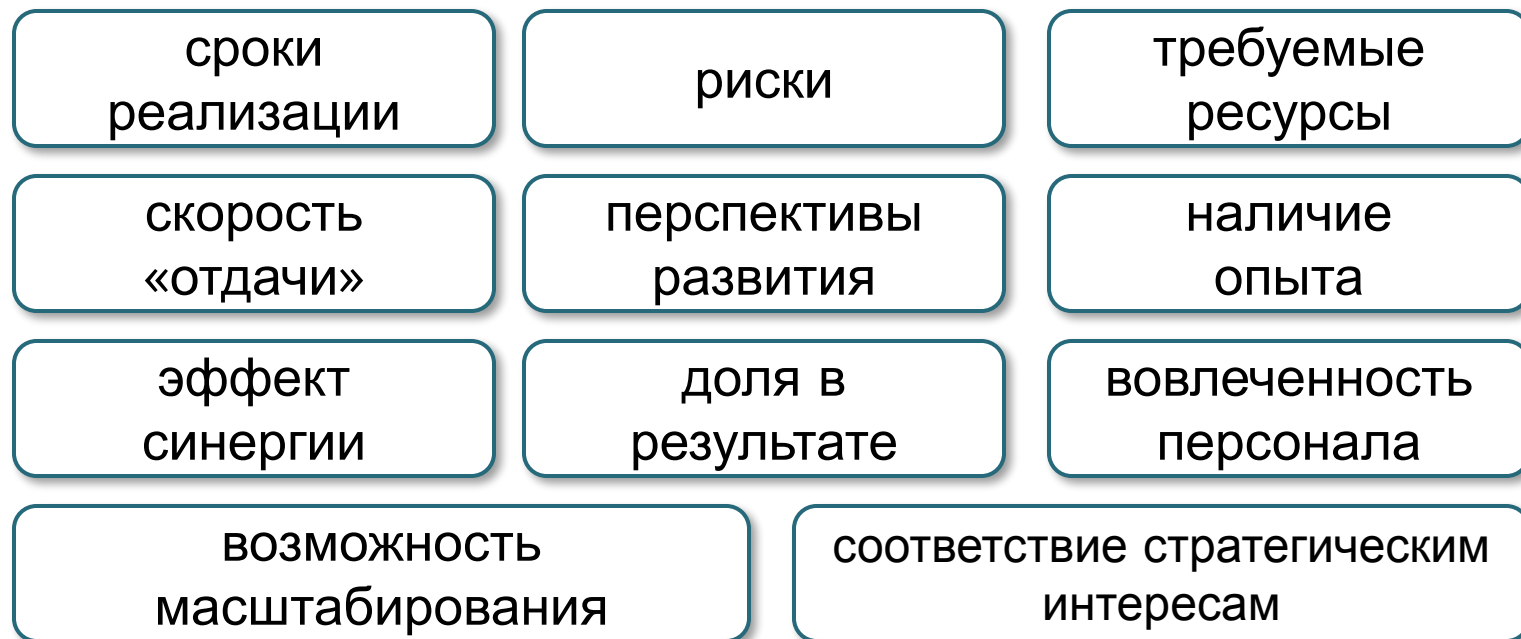 сроки
реализации
риски
требуемые
ресурсы
скорость
«отдачи»
перспективы
развития
наличие
опыта
эффект
синергии
доля в
результате
вовлеченность
персонала
возможность
масштабирования
соответствие стратегическим
интересам